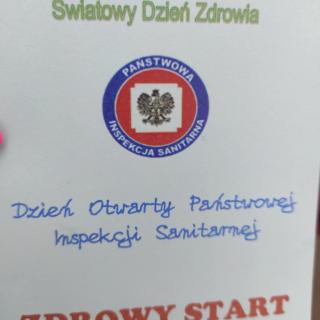 Światowy Dzień Zdrowia
PAŃSTWOWA
INSPEKCJA SANITARNA
Dzień Otwarty Państwowej
Inspekcji Sanitarnej
ZDROWY START